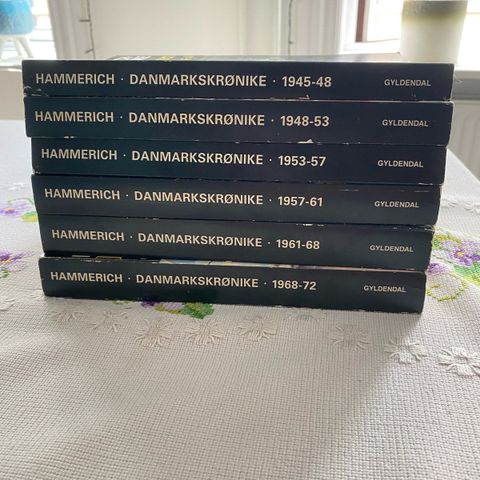 HAMMERICH · DANMARKSKRØNIKE · 1945-48 GYLDENDAL
HAMMERICH · DANMARKSKRØNIKE · 1948-53 GYLDENDAL
HAMMERICH · DANMARKSKRØNIKE · 1953-57 GYLDENDAL
HAMMERICH · DANMARKSKRØNIKE · 1957-61 GYLDENDAL
HAMMERICH · DANMARKSKRØNIKE · 1961-68 GYLDENDAL
HAMMERICH · DANMARKSKRØNIKE · 1968-72 GYLDENDAL